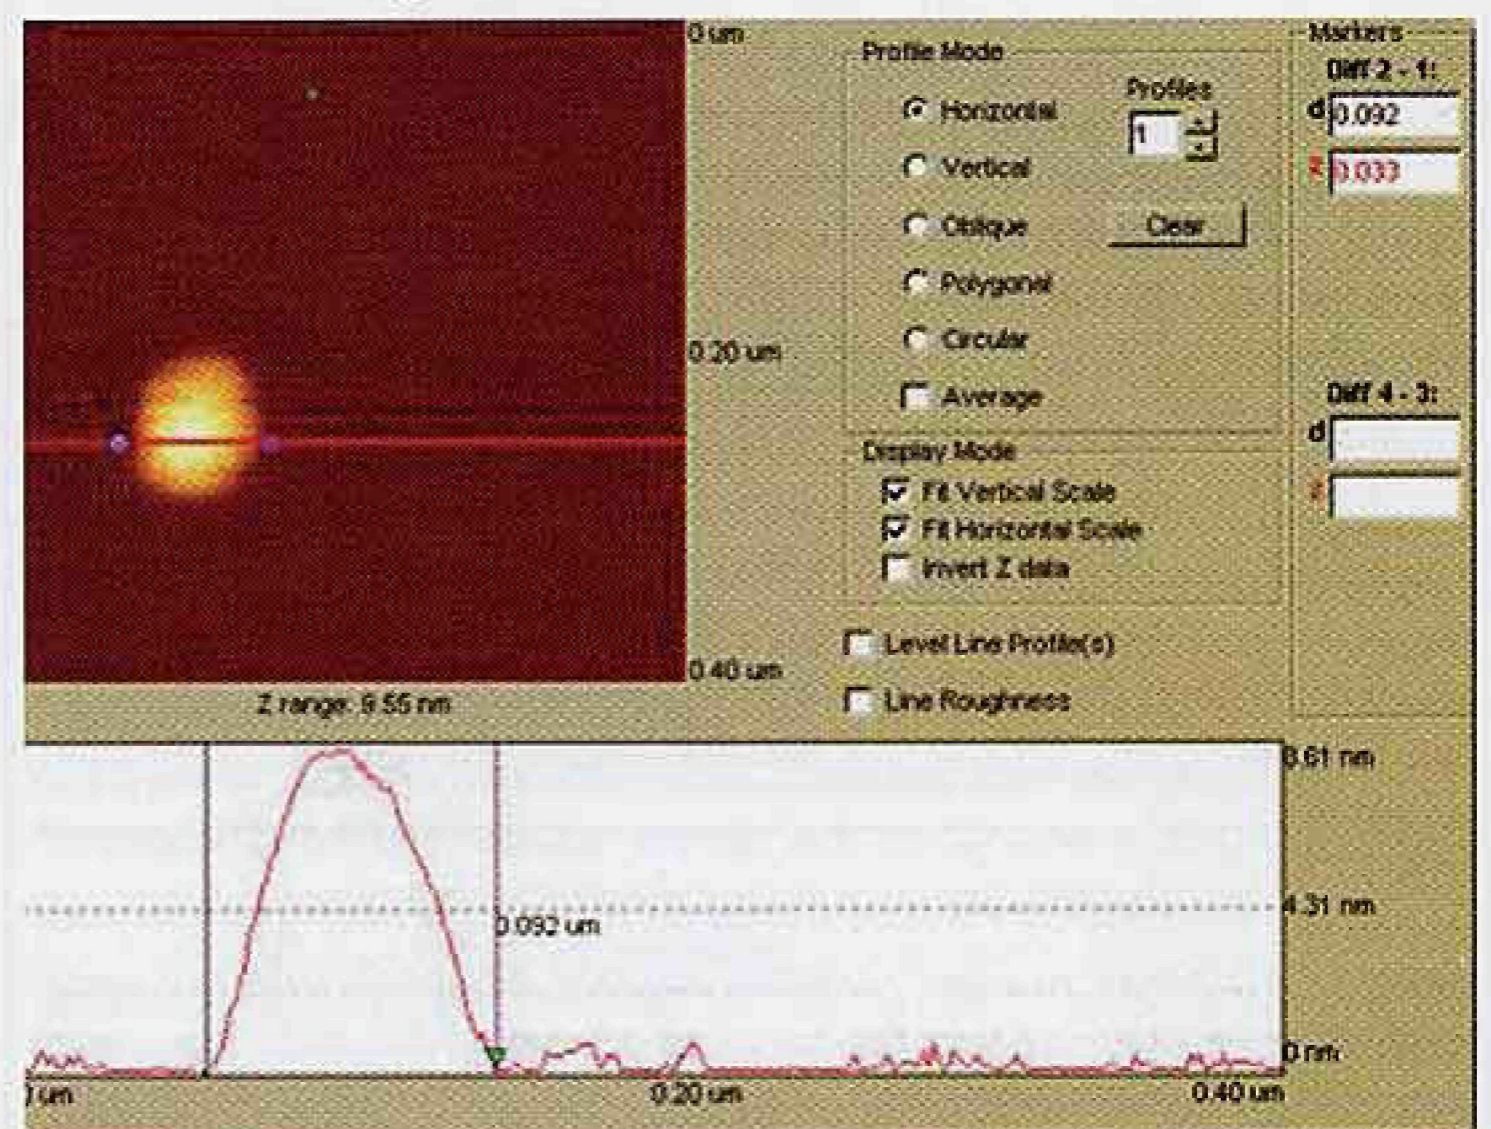 0 um
0.20 um
0.40 um
Z range: 9.55 nm
Profile Mode
Horizontal
Vertical
Oblique
Polygonal
Circular
Average
Profiles
1
Clear
Display Mode
Fit Vertical Scale
Fit Horizontal Scale
Invert Z data
Level Line Profile(s)
Line Roughness
Markers
Diff 2 - 1:
d 0.092
z 0.033
Diff 4 - 3:
d
z
8.61 nm
4.31 nm
0 nm
0.092 um
0 um
0.20 um
0.40 um